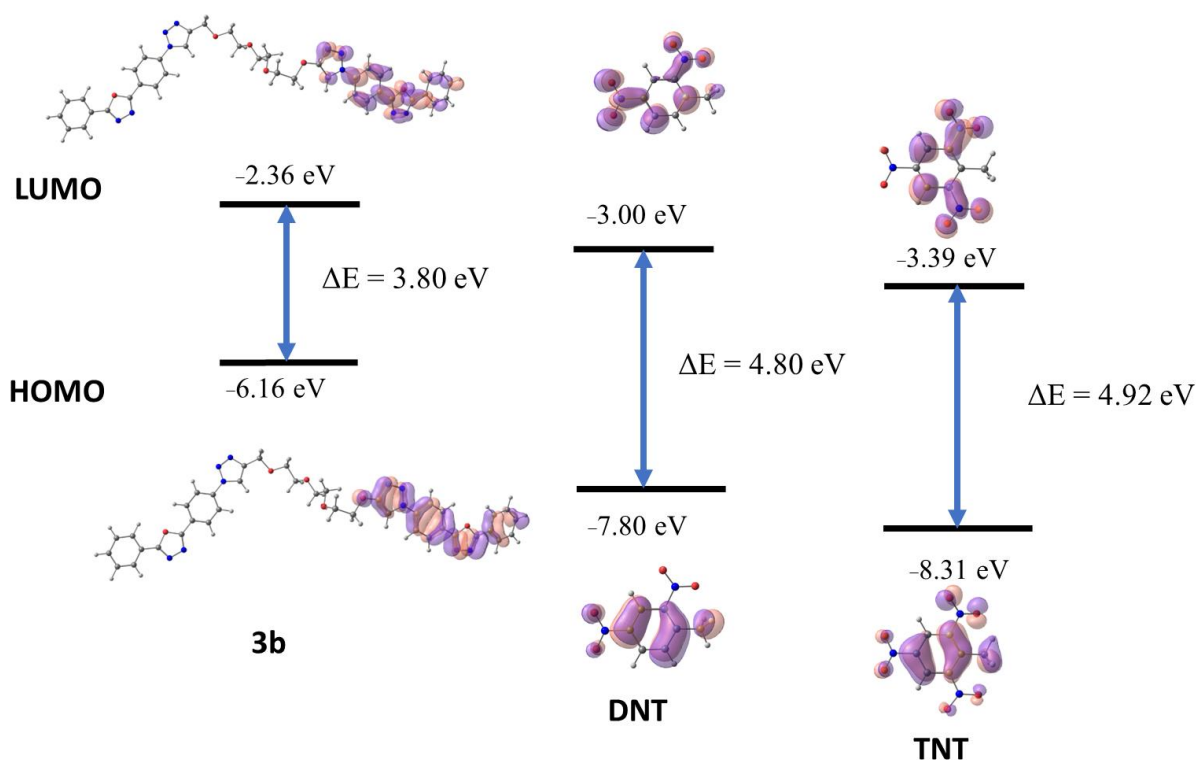 LUMO
−2.36 eV
−3.00 eV
−3.39 eV
ΔE = 3.80 eV
ΔE = 4.80 eV
ΔE = 4.92 eV
HOMO
−6.16 eV
−7.80 eV
−8.31 eV
3b
DNT
TNT